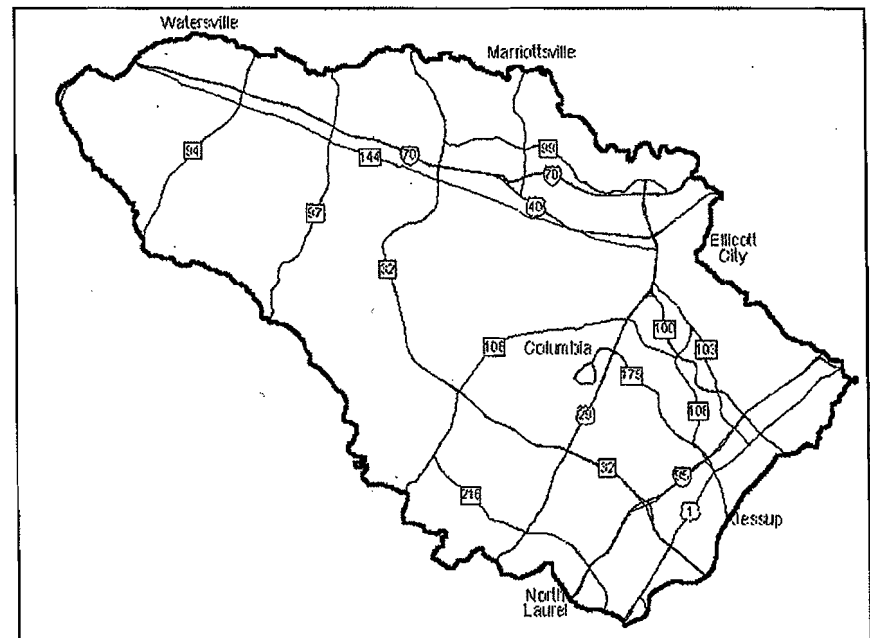 Watersville
Marriottsville
99
94
144
70
70
40
97
Ellicott
City
32
100
108
Columbia
103
175
29
108
32
95
216
1
Jessup
North
Laurel